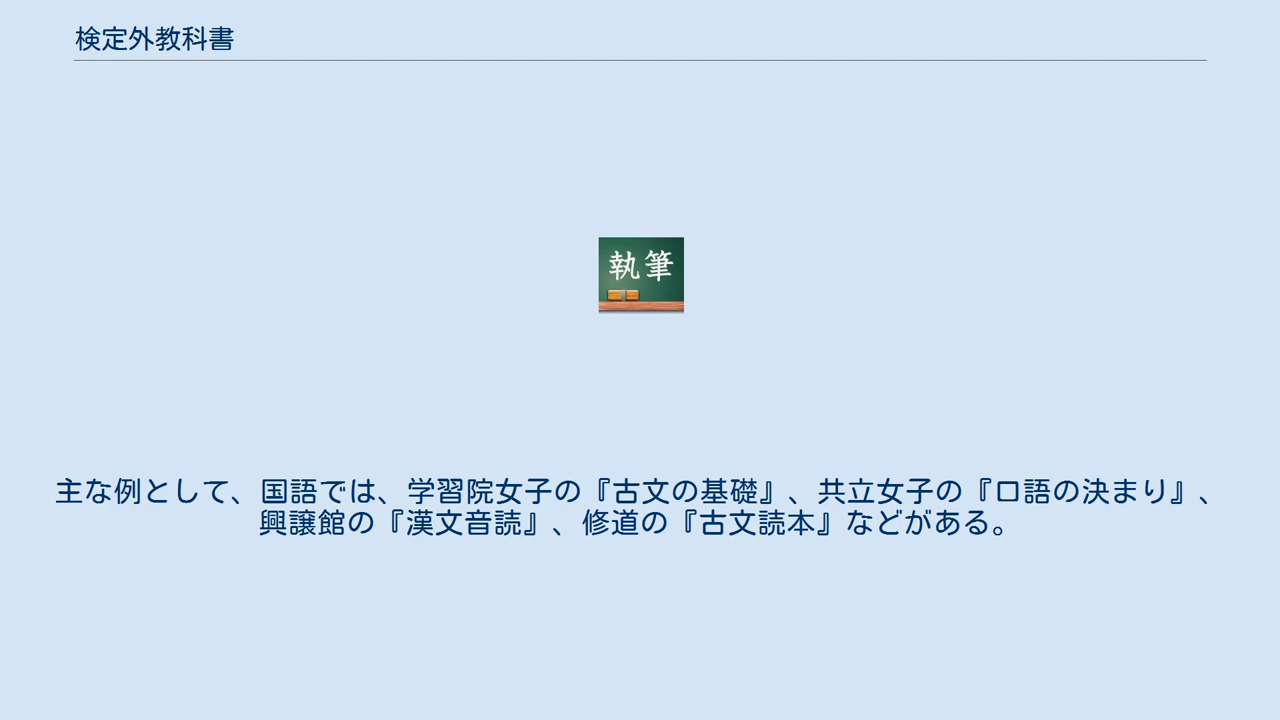 検定外教科書
執筆
主な例として、国語では、学習院女子の『古文の基礎』、共立女子の『口語の決まり』、
興譲館の『漢文音読』、修道の『古文読本』などがある。